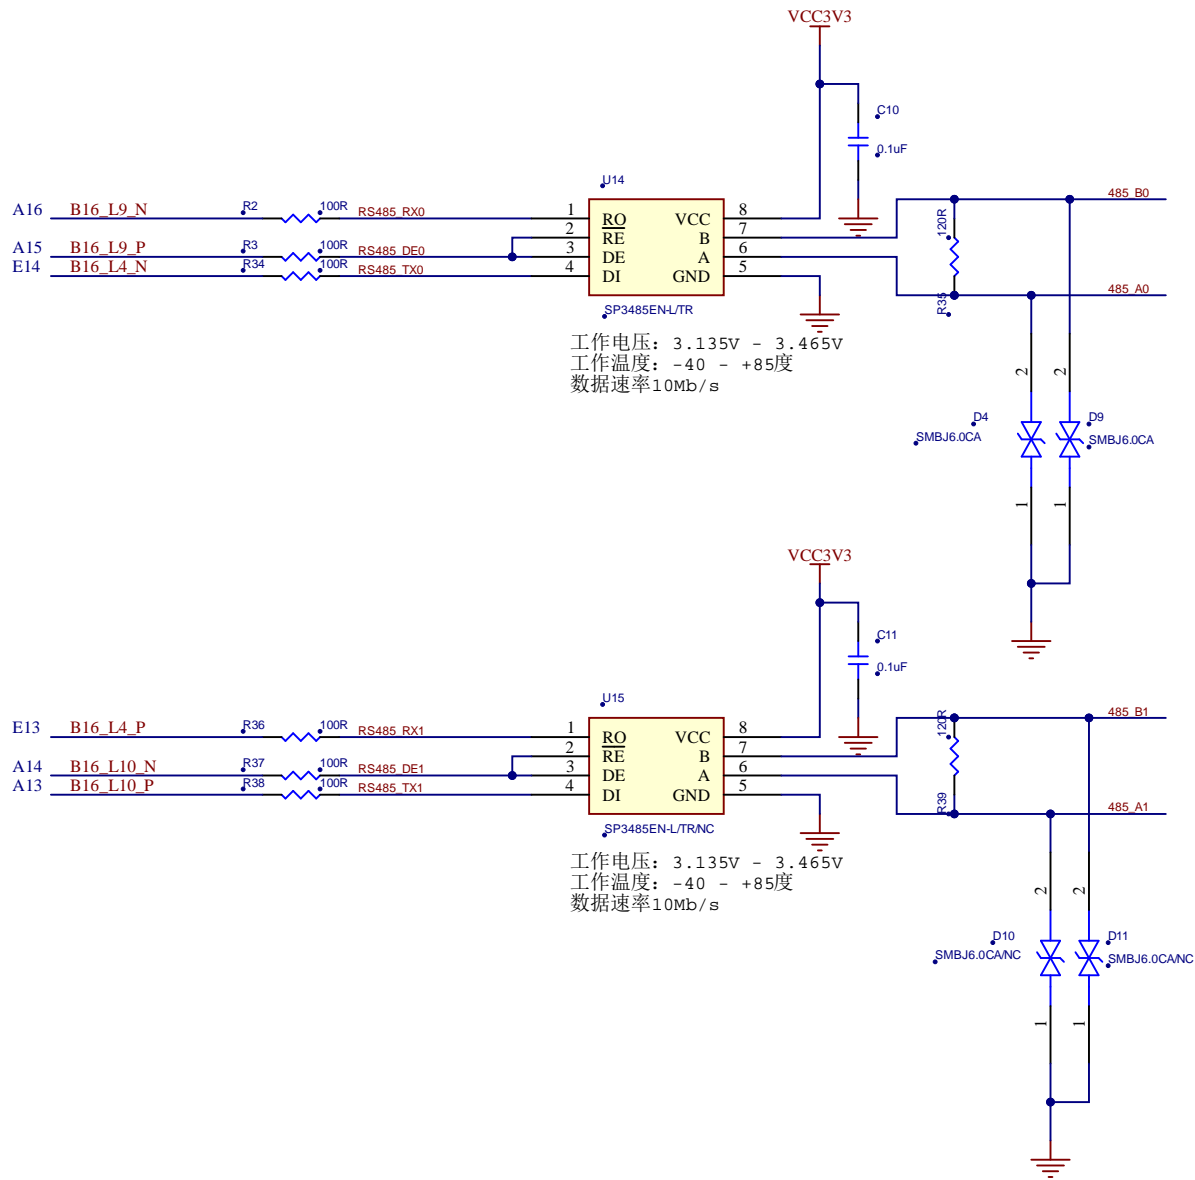 VCC3V3
C10
0.1uF
U14
A16 B16_L9_N R2 100R RS485_RX0 1 RO VCC 8
2 RE B 7
A15 B16_L9_P R3 100R RS485_DE0 3 DE A 6
E14 B16_L4_N R34 100R RS485_TX0 4 DI GND 5
SP3485EN-L/TR
485_B0
120R
R35
485_A0
工作电压：3.135V - 3.465V
工作温度：-40 - +85度
数据速率10Mb/s
2 2
D4 D9
SMBJ6.0CA SMBJ6.0CA
1 1
VCC3V3
C11
0.1uF
U15
E13 B16_L4_P R36 100R RS485_RX1 1 RO VCC 8
2 RE B 7
A14 B16_L10_N R37 100R RS485_DE1 3 DE A 6
A13 B16_L10_P R38 100R RS485_TX1 4 DI GND 5
SP3485EN-L/TR/NC
485_B1
120R
R39
485_A1
工作电压：3.135V - 3.465V
工作温度：-40 - +85度
数据速率10Mb/s
2 2
D10 D11
SMBJ6.0CA/NC SMBJ6.0CA/NC
1 1